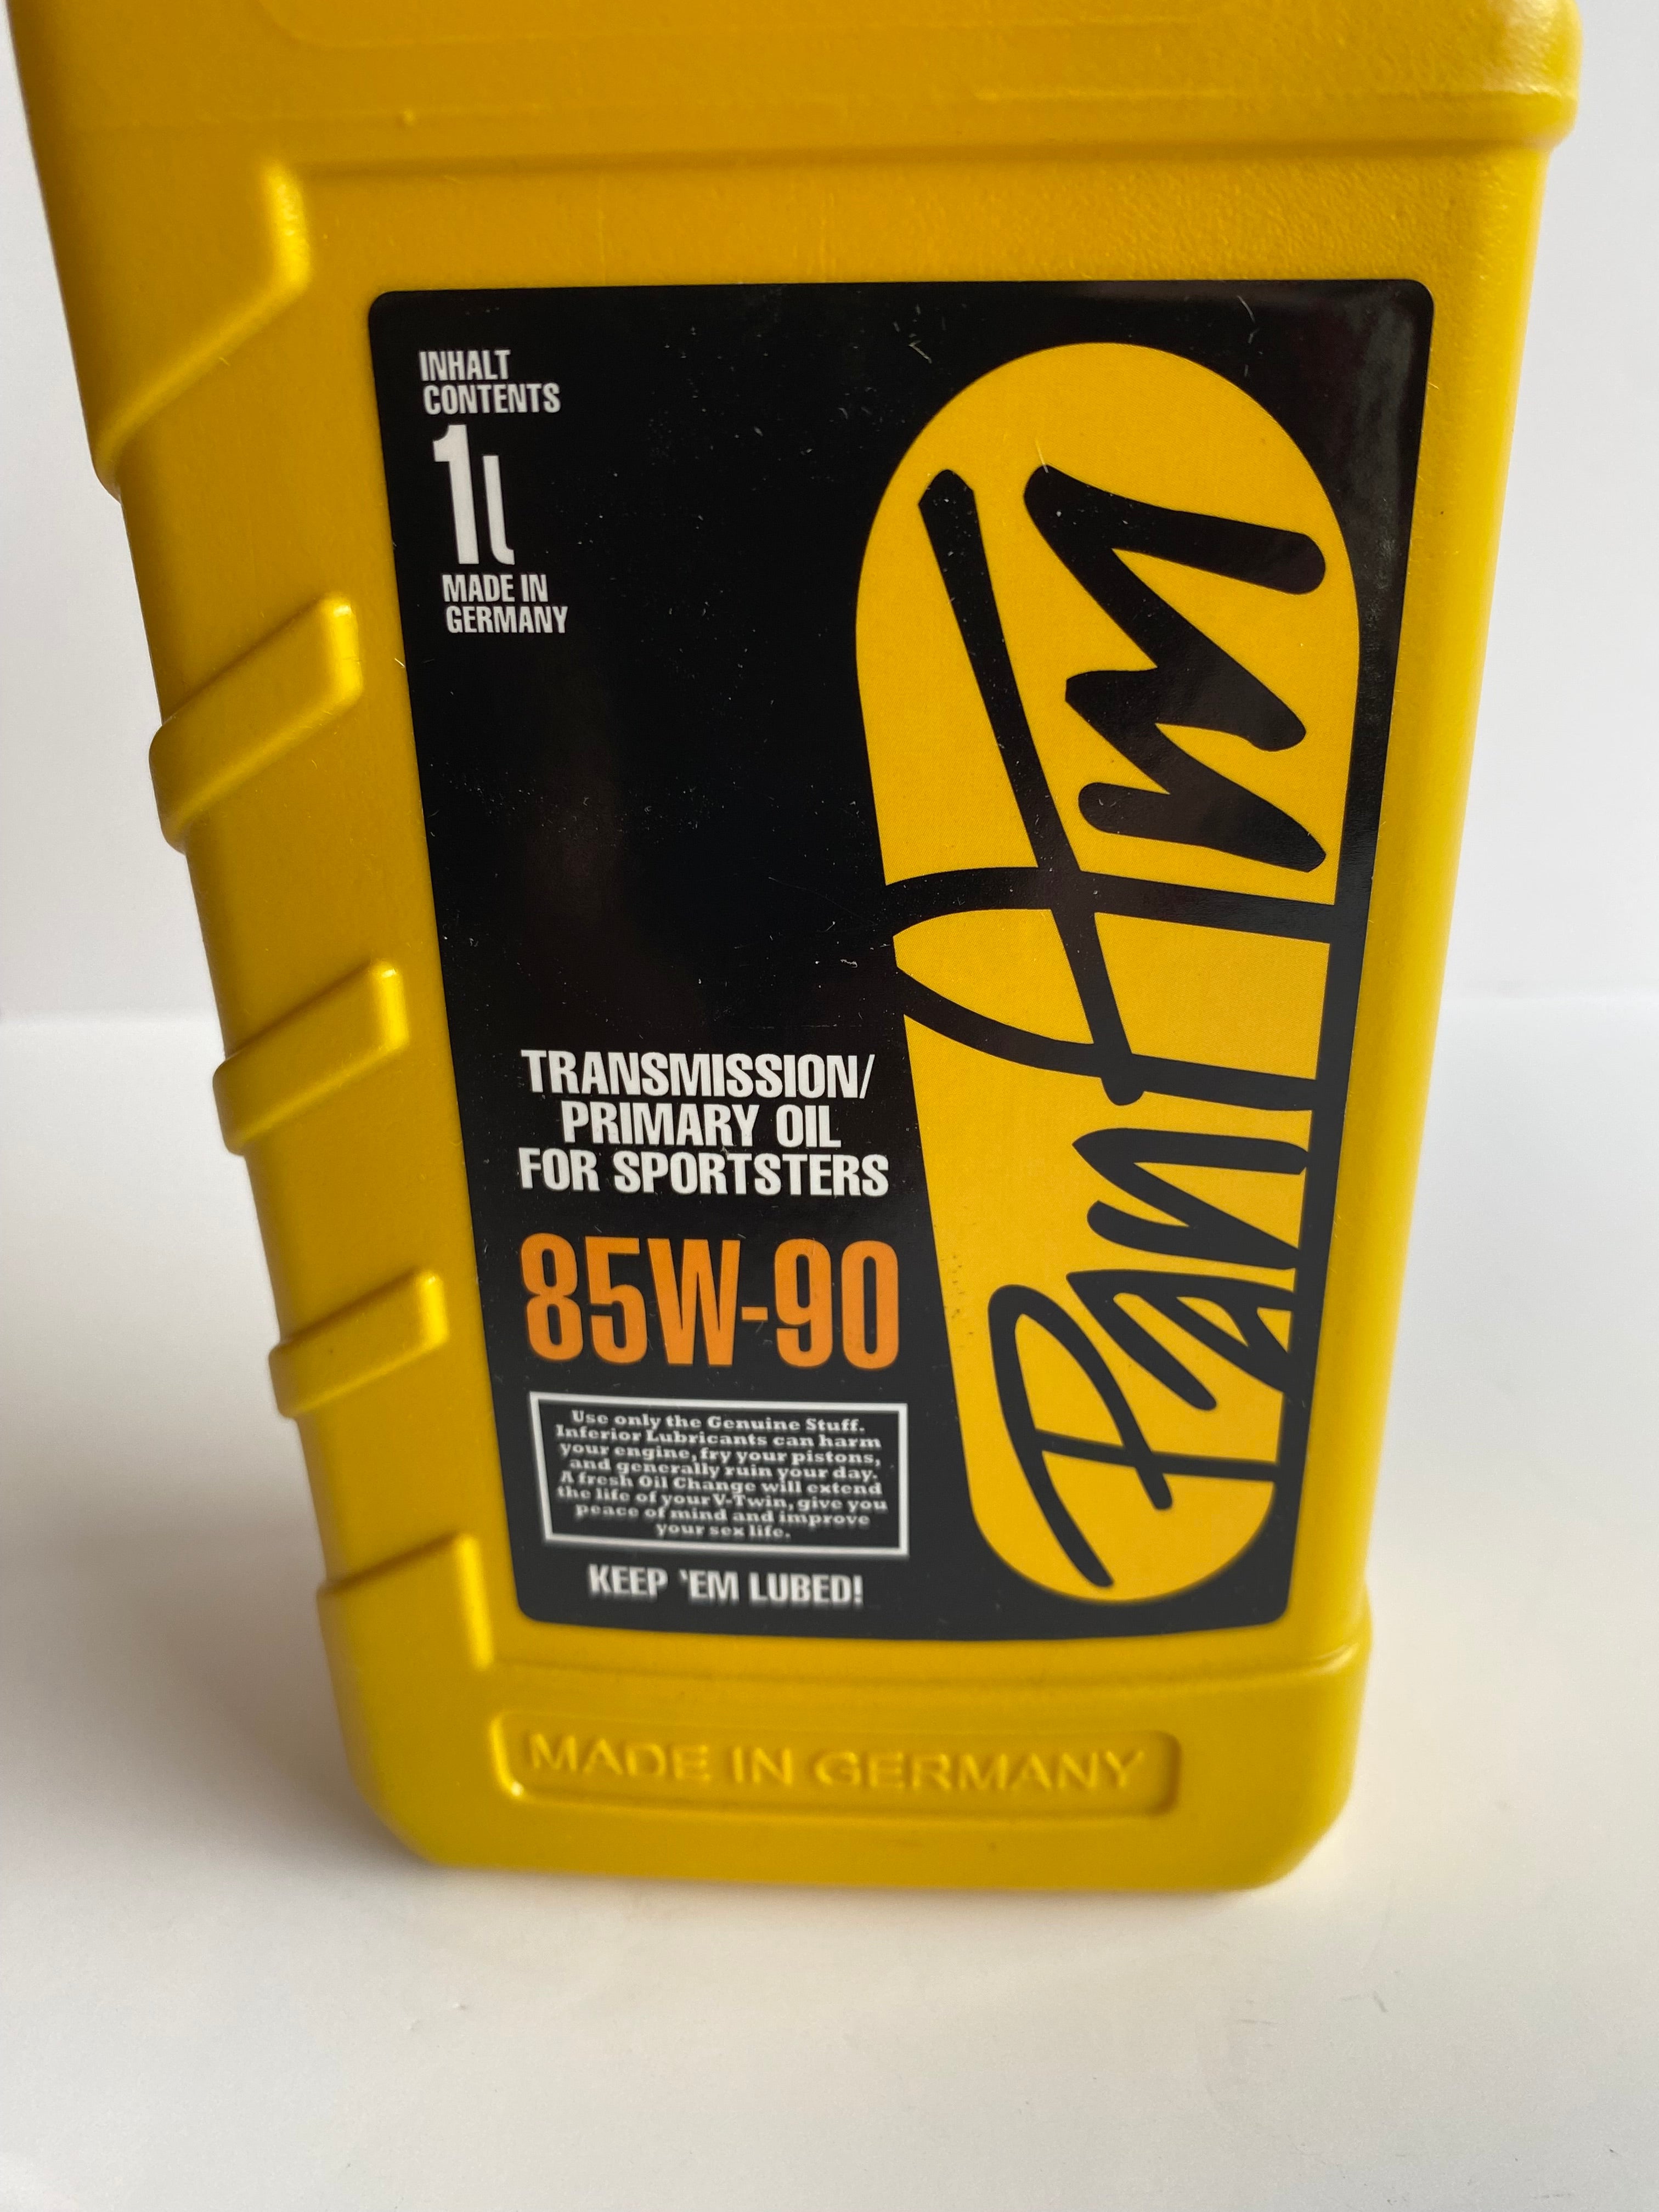 INHALT
CONTENTS
1l
MADE IN
GERMANY
PanAm
TRANSMISSION/
PRIMARY OIL
FOR SPORTSTERS
85W-90
Use only the Genuine Stuff.
Inferior Lubricants can harm
your engine, fry your pistons,
and generally ruin your day.
A fresh Oil Change will extend
the life of your V-Twin, give you
peace of mind and improve
your sex life.
KEEP 'EM LUBED!
MADE IN GERMANY